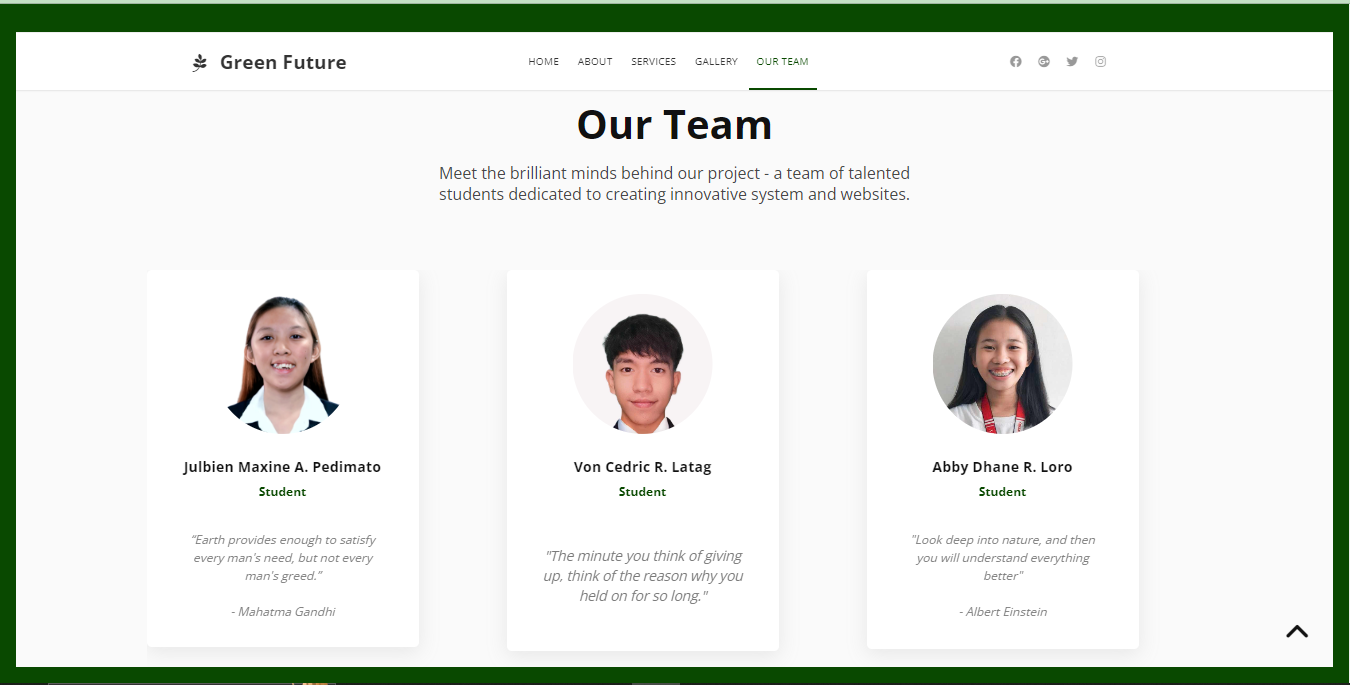 Green Future
HOME ABOUT SERVICES GALLERY OUR TEAM
Our Team
Meet the brilliant minds behind our project - a team of talented
students dedicated to creating innovative system and websites.
Julbien Maxine A. Pedimato
Student
“Earth provides enough to satisfy
every man's need, but not every
man's greed.”
- Mahatma Gandhi
Von Cedric R. Latag
Student
"The minute you think of giving
up, think of the reason why you
held on for so long."
Abby Dhane R. Loro
Student
"Look deep into nature, and then
you will understand everything
better"
- Albert Einstein